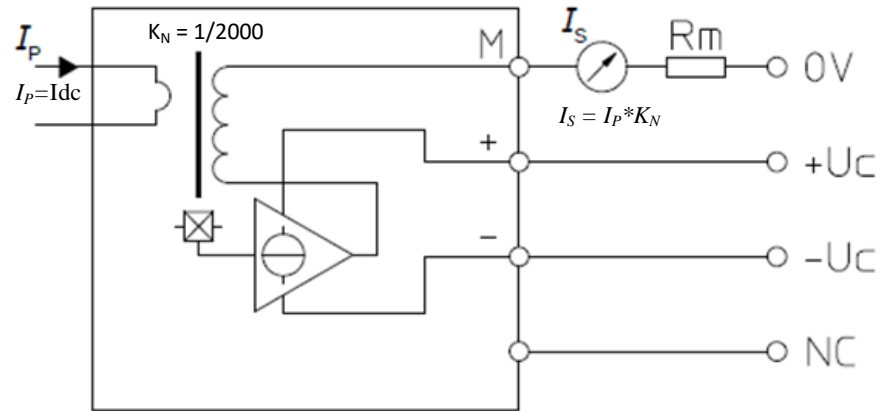 K_N = 1/2000
I_P
I_P=Idc
M
I_S
Rm
0V
I_S = I_P*K_N
+
+Uc
−
-Uc
NC